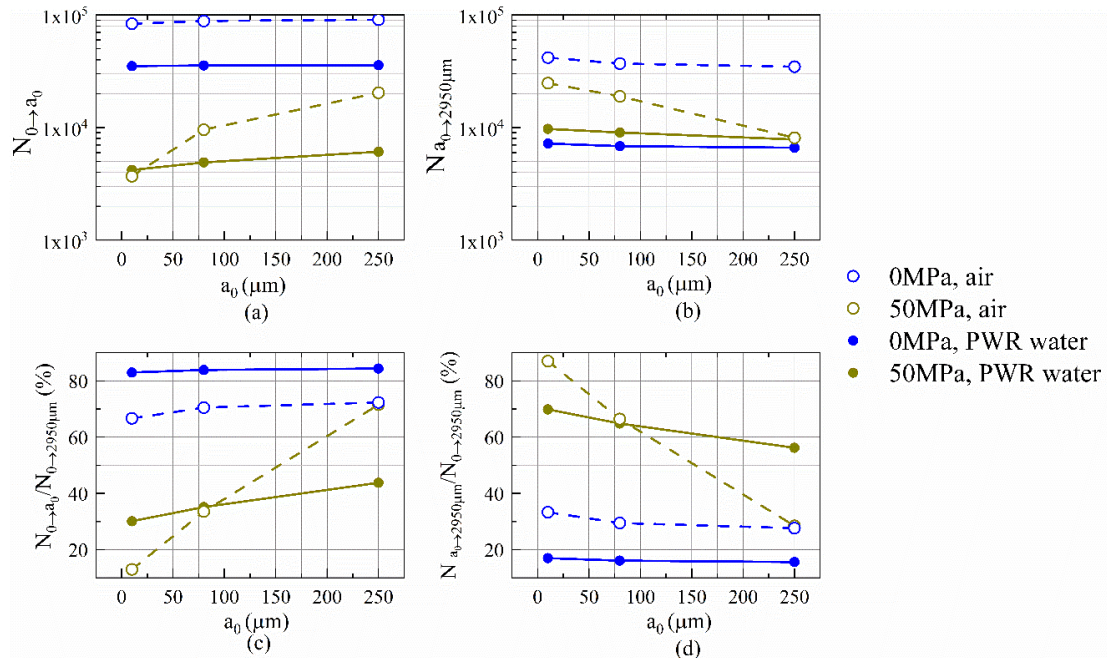 1x10⁵
1x10⁴
1x10³
N₀→a₀
0 50 100 150 200 250
a₀ (μm)
(a)
1x10⁵
1x10⁴
1x10³
N a₀→2950μm
0 50 100 150 200 250
a₀ (μm)
(b)
80
60
40
20
N₀→a₀/N₀→2950μm (%)
0 50 100 150 200 250
a₀ (μm)
(c)
80
60
40
20
N a₀→2950μm/N₀→2950μm (%)
0 50 100 150 200 250
a₀ (μm)
(d)
0MPa, air
50MPa, air
0MPa, PWR water
50MPa, PWR water